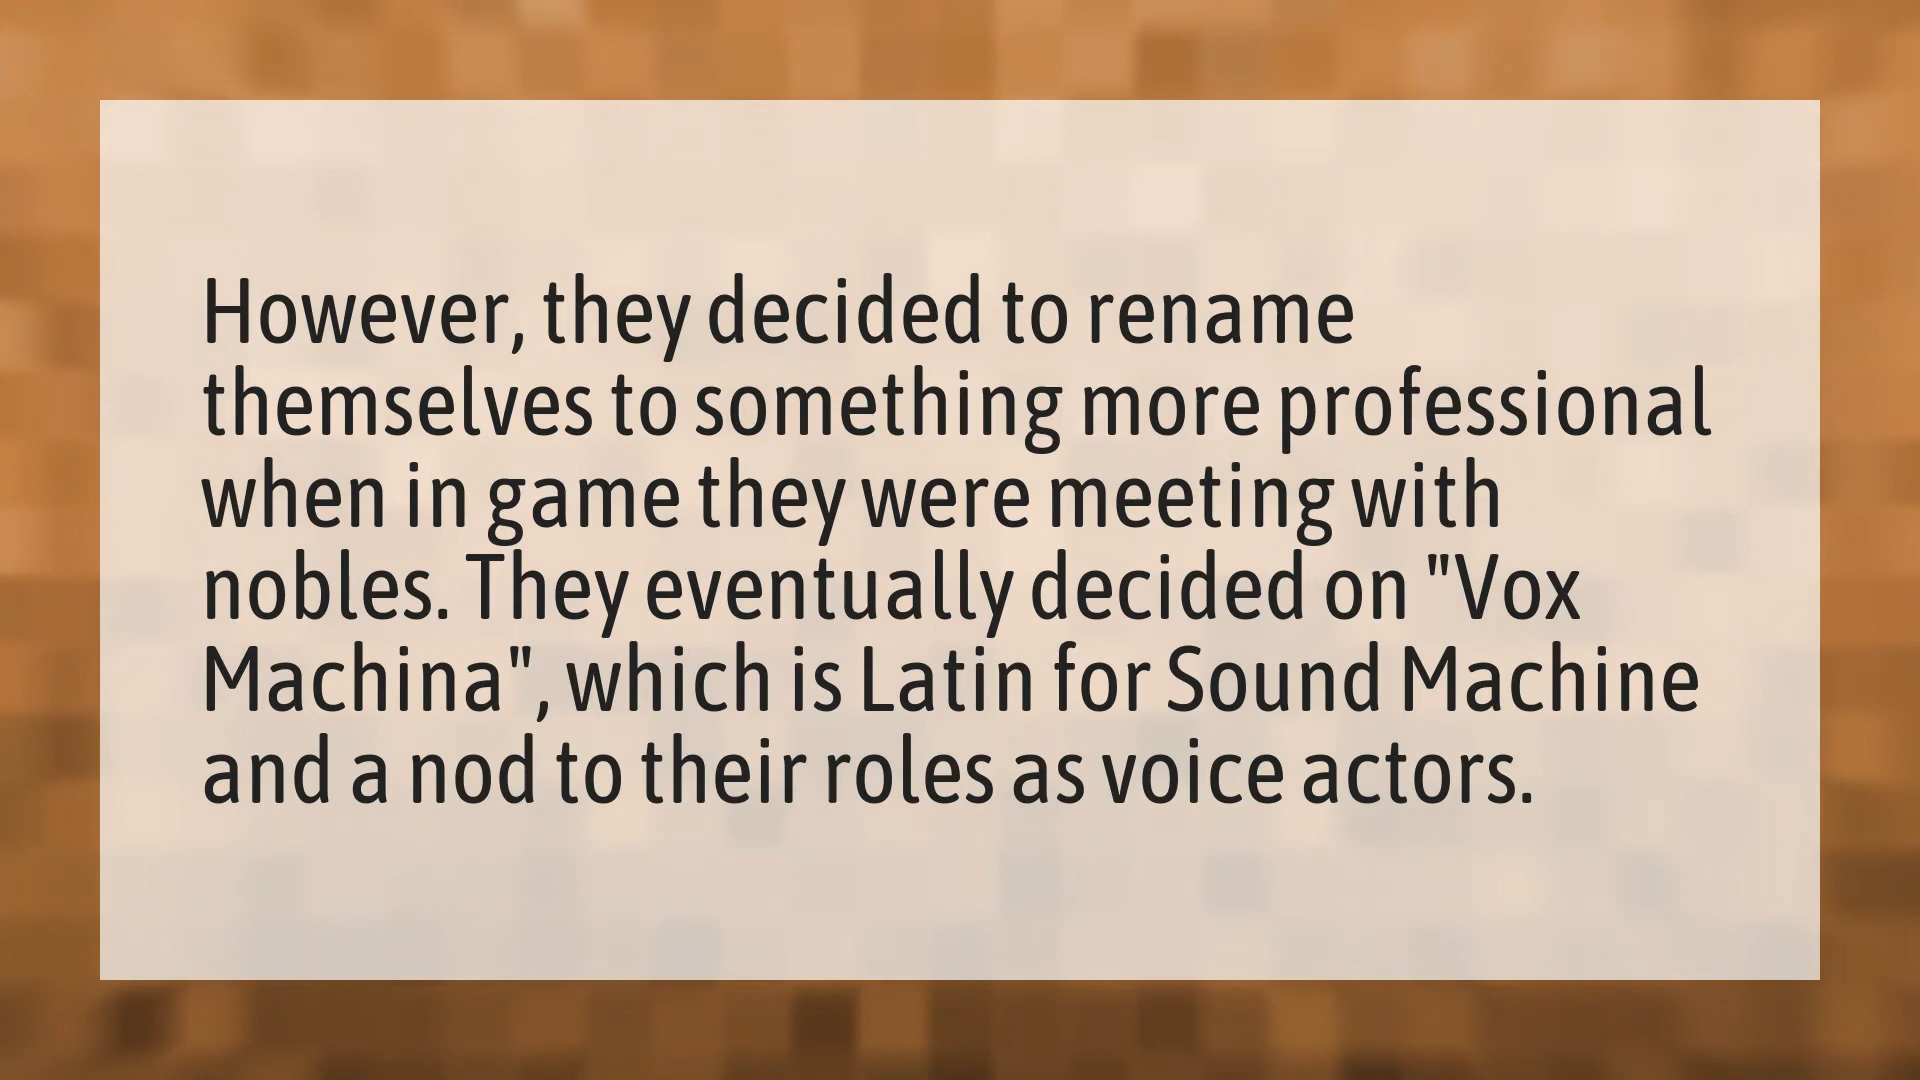 However, they decided to rename
themselves to something more professional
when in game they were meeting with
nobles. They eventually decided on "Vox
Machina", which is Latin for Sound Machine
and a nod to their roles as voice actors.